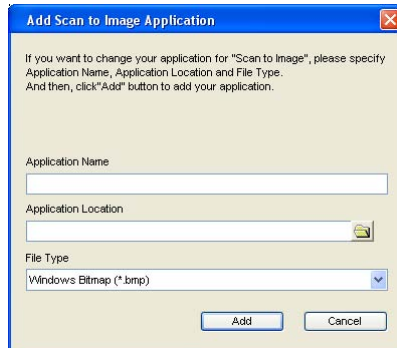 Add Scan to Image Application
If you want to change your application for "Scan to Image", please specify
Application Name, Application Location and File Type.
And then, click"Add" button to add your application.
Application Name
Application Location
File Type
Windows Bitmap (*.bmp)
Add
Cancel